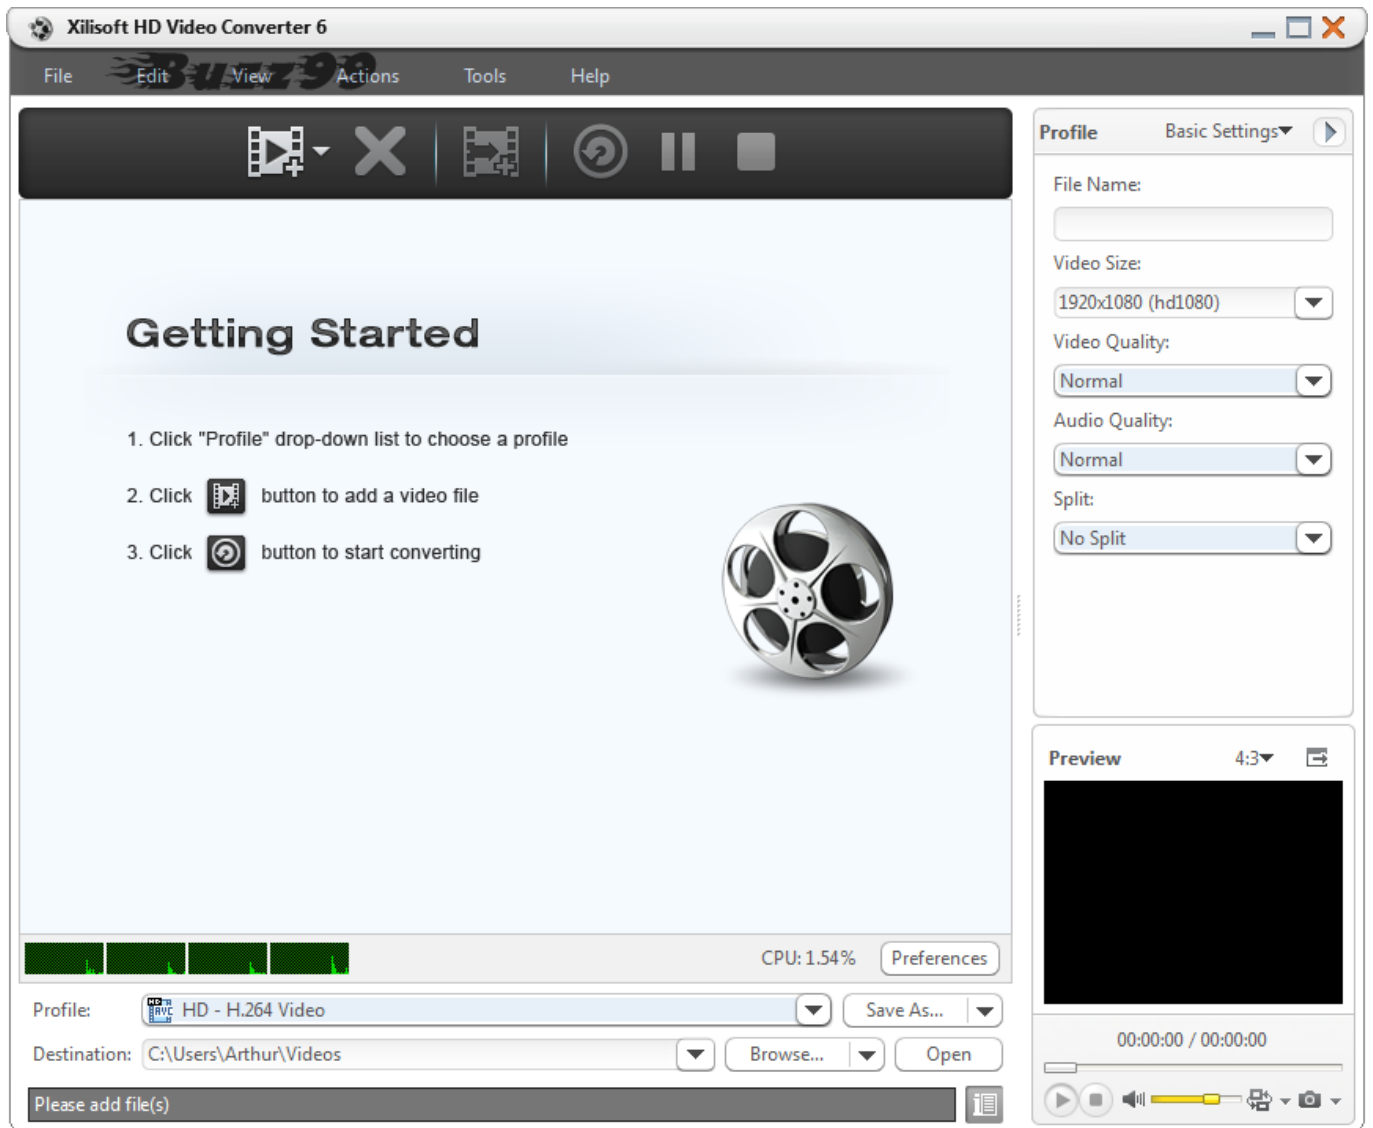 Xilisoft HD Video Converter 6
File Edit View Actions Tools Help
Buzz99
Profile Basic Settings
File Name:
Video Size:
1920x1080 (hd1080)
Video Quality:
Normal
Audio Quality:
Normal
Split:
No Split
Getting Started
1. Click "Profile" drop-down list to choose a profile
2. Click button to add a video file
3. Click button to start converting
CPU: 1.54% Preferences
Profile: HD - H.264 Video Save As...
Destination: C:\Users\Arthur\Videos Browse... Open
Please add file(s)
Preview 4:3
00:00:00 / 00:00:00